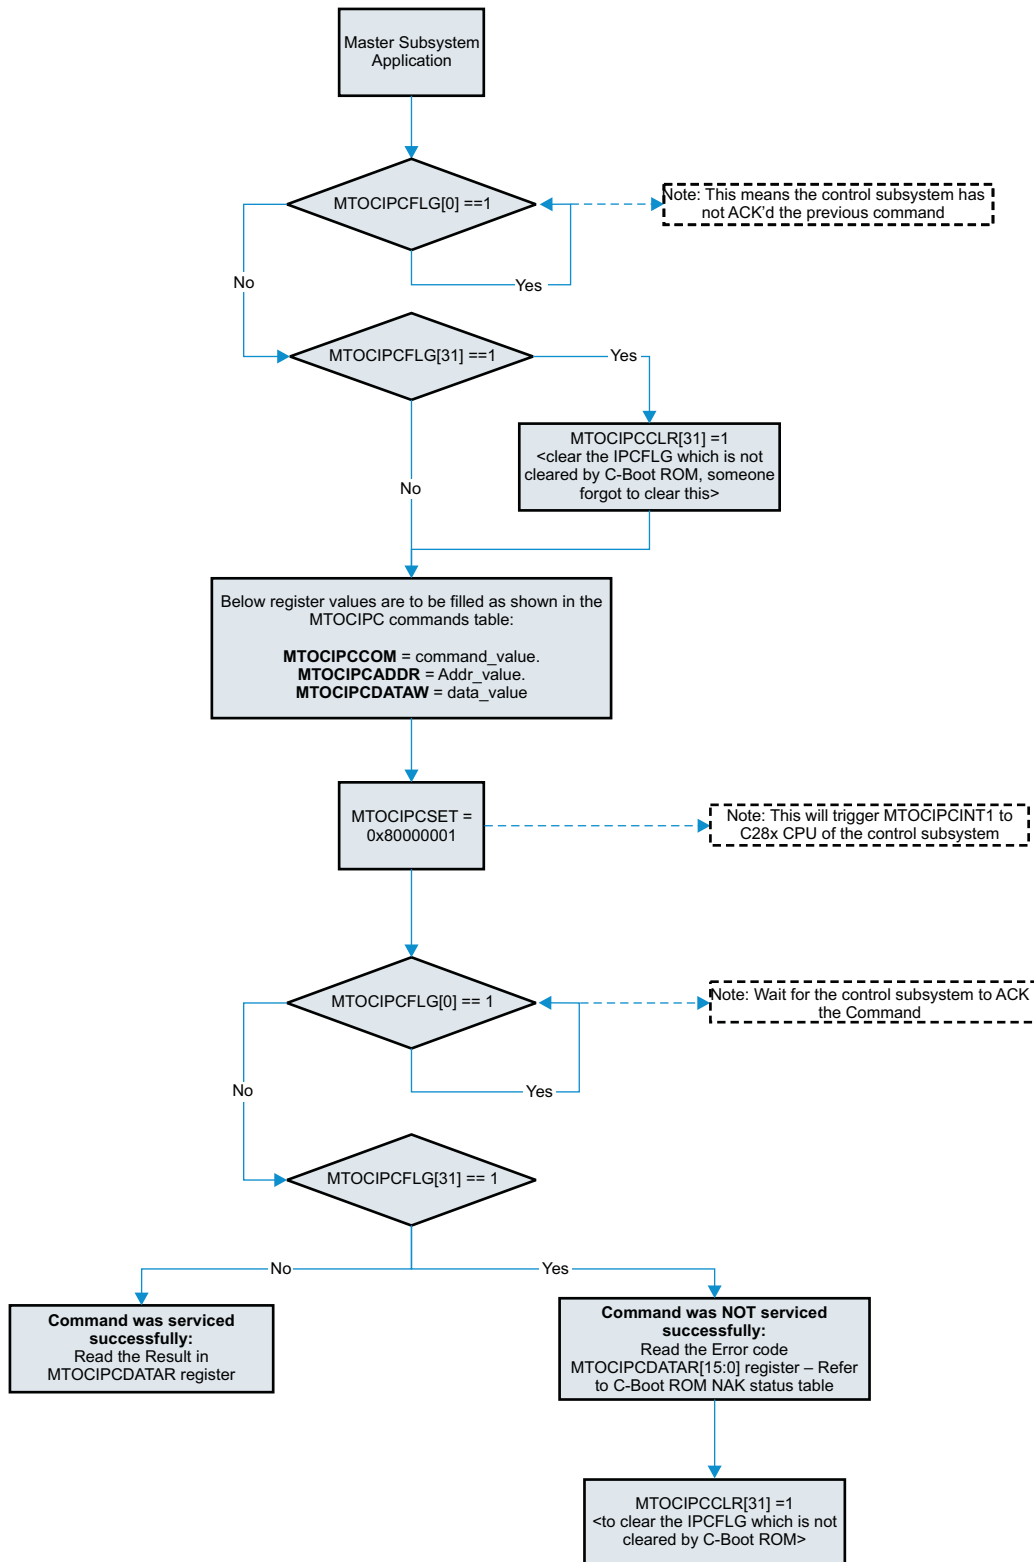 Master Subsystem
Application
MTOCIPCFLG[0] ==1
Note: This means the control subsystem has
not ACK’d the previous command
Yes
No
MTOCIPCFLG[31] ==1
Yes
MTOCIPCCLR[31] =1
<clear the IPCFLG which is not
cleared by C-Boot ROM, someone
forgot to clear this>
No
Below register values are to be filled as shown in the
MTOCIPC commands table:
MTOCIPCCOM = command_value.
MTOCIPCADDR = Addr_value.
MTOCIPCDATAW = data_value
MTOCIPCSET =
0x80000001
Note: This will trigger MTOCIPCINT1 to
C28x CPU of the control subsystem
MTOCIPCFLG[0] == 1
Note: Wait for the control subsystem to ACK
the Command
Yes
No
MTOCIPCFLG[31] == 1
No
Yes
Command was serviced
successfully:
Read the Result in
MTOCIPCDATAR register
Command was NOT serviced
successfully:
Read the Error code
MTOCIPCDATAR[15:0] register – Refer
to C-Boot ROM NAK status table
MTOCIPCCLR[31] =1
<to clear the IPCFLG which is not
cleared by C-Boot ROM>